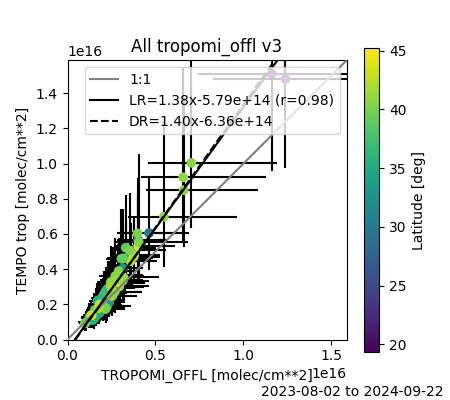 All tropomi_offl v3
1e16
1:1
LR=1.38x-5.79e+14 (r=0.98)
DR=1.40x-6.36e+14
1.4
1.2
1.0
0.8
0.6
0.4
0.2
0.0
TEMPO trop [molec/cm**2]
0.0
0.5
1.0
1.5
TROPOMI_OFFL [molec/cm**2]
1e16
45
40
35
30
25
20
Latitude [deg]
2023-08-02 to 2024-09-22